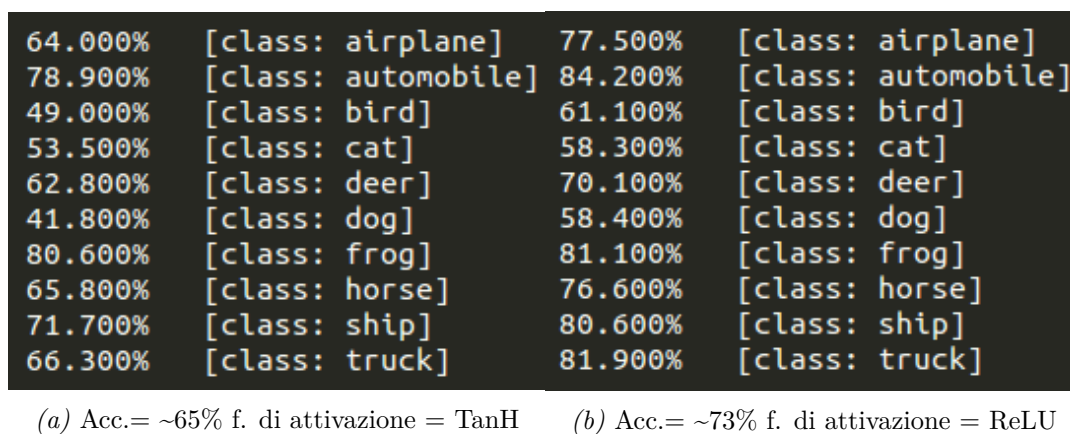 64.000% [class: airplane]
78.900% [class: automobile]
49.000% [class: bird]
53.500% [class: cat]
62.800% [class: deer]
41.800% [class: dog]
80.600% [class: frog]
65.800% [class: horse]
71.700% [class: ship]
66.300% [class: truck]
(a) Acc.= ~65% f. di attivazione = TanH
77.500% [class: airplane]
84.200% [class: automobile]
61.100% [class: bird]
58.300% [class: cat]
70.100% [class: deer]
58.400% [class: dog]
81.100% [class: frog]
76.600% [class: horse]
80.600% [class: ship]
81.900% [class: truck]
(b) Acc.= ~73% f. di attivazione = ReLU